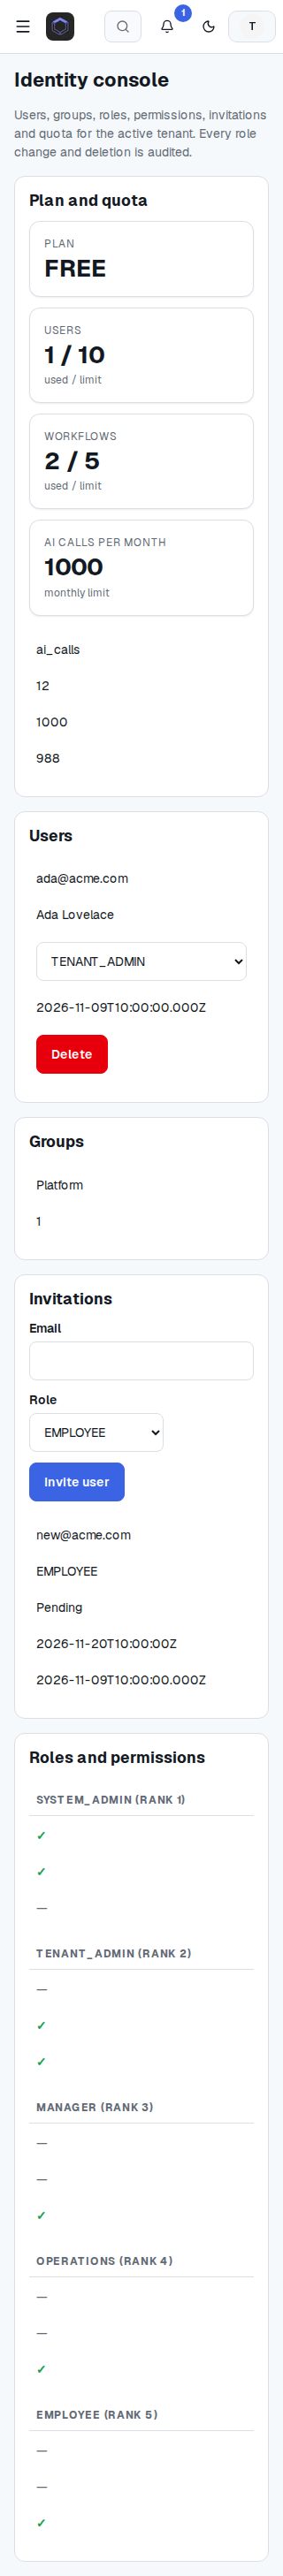 1
T
Identity console
Users, groups, roles, permissions, invitations
and quota for the active tenant. Every role
change and deletion is audited.
Plan and quota
PLAN
FREE
USERS
1 / 10
used / limit
WORKFLOWS
2 / 5
used / limit
AI CALLS PER MONTH
1000
monthly limit
ai_calls
12
1000
988
Users
ada@acme.com
Ada Lovelace
TENANT_ADMIN
2026-11-09T10:00:00.000Z
Delete
Groups
Platform
1
Invitations
Email
Role
EMPLOYEE
Invite user
new@acme.com
EMPLOYEE
Pending
2026-11-20T10:00:00Z
2026-11-09T10:00:00.000Z
Roles and permissions
SYSTEM_ADMIN (RANK 1)
✓
✓
—
TENANT_ADMIN (RANK 2)
—
✓
✓
MANAGER (RANK 3)
—
—
✓
OPERATIONS (RANK 4)
—
—
✓
EMPLOYEE (RANK 5)
—
—
✓